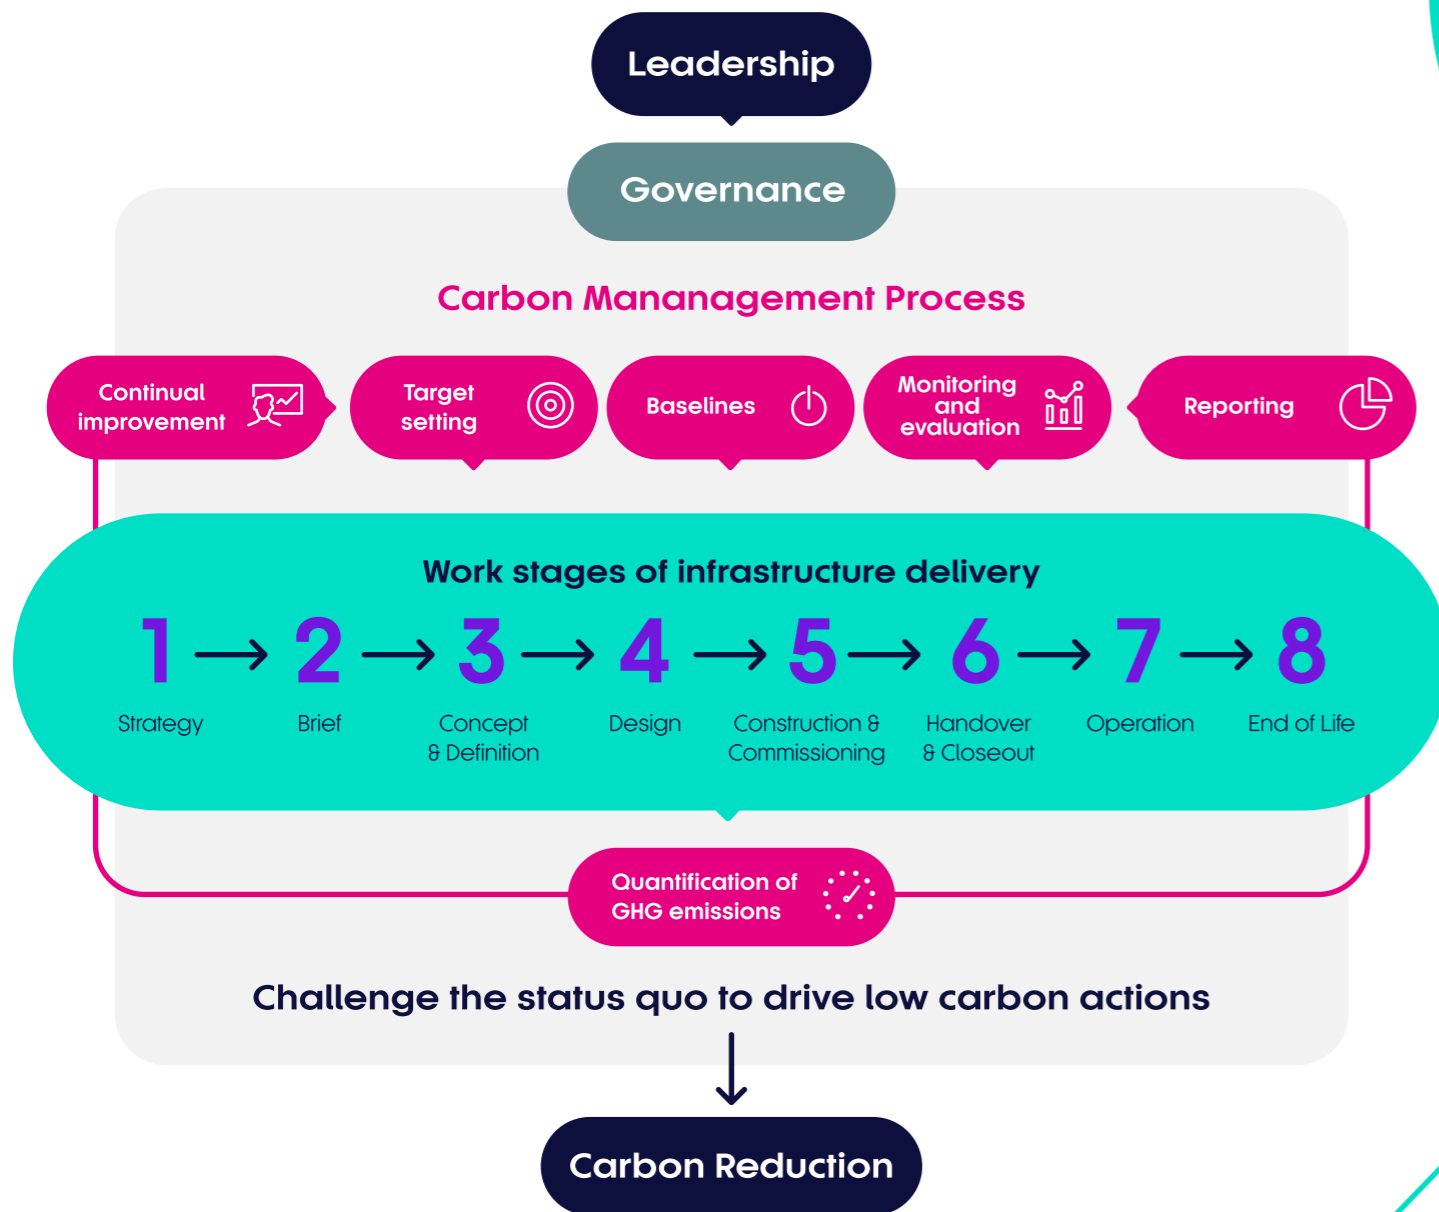 Leadership
Governance
Carbon Mananagement Process
Continual
improvement
Target
setting
Baselines
Monitoring
and
evaluation
Reporting
Work stages of infrastructure delivery
1
2
3
4
5
6
7
8
Strategy
Brief
Concept
& Definition
Design
Construction &
Commissioning
Handover
& Closeout
Operation
End of Life
Quantification of
GHG emissions
Challenge the status quo to drive low carbon actions
Carbon Reduction